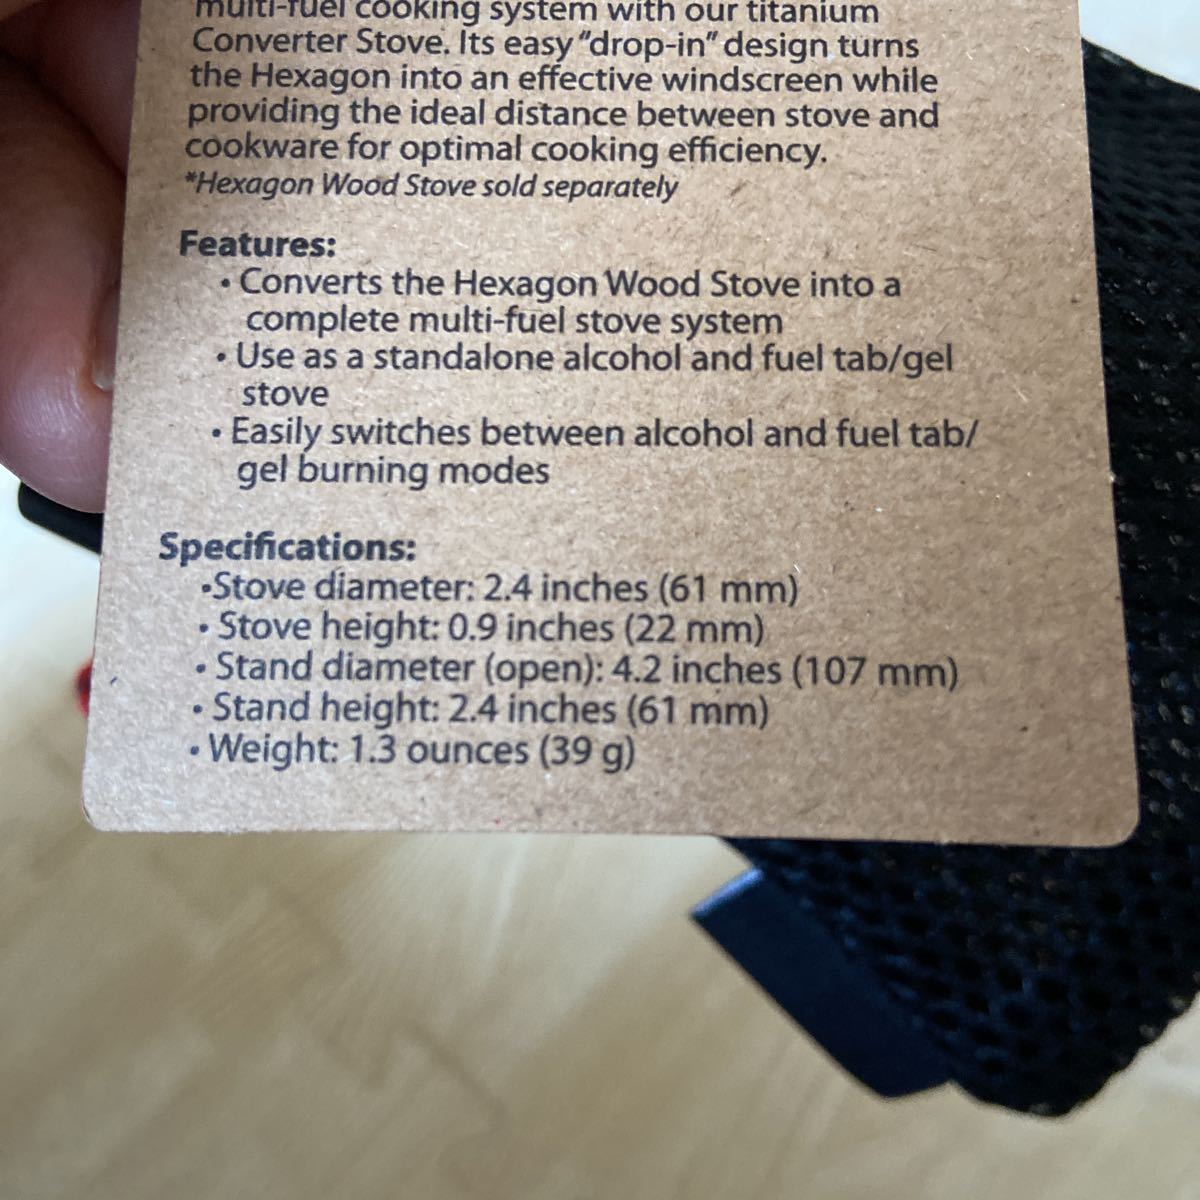 multi-fuel cooking system with our titanium
Converter Stove. Its easy “drop-in” design turns
the Hexagon into an effective windscreen while
providing the ideal distance between stove and
cookware for optimal cooking efficiency.
*Hexagon Wood Stove sold separately
Features:
• Converts the Hexagon Wood Stove into a
complete multi-fuel stove system
• Use as a standalone alcohol and fuel tab/gel
stove
• Easily switches between alcohol and fuel tab/
gel burning modes
Specifications:
•Stove diameter: 2.4 inches (61 mm)
• Stove height: 0.9 inches (22 mm)
• Stand diameter (open): 4.2 inches (107 mm)
• Stand height: 2.4 inches (61 mm)
• Weight: 1.3 ounces (39 g)